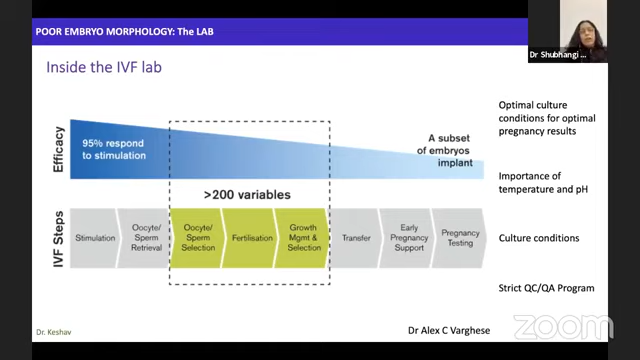 POOR EMBRYO MORPHOLOGY: The LAB
Dr Shubhangi ...
Inside the IVF lab
Efficacy
95% respond
to stimulation
A subset
of embryos
implant
>200 variables
IVF Steps
Stimulation
Oocyte/
Sperm
Retrieval
Oocyte/
Sperm
Selection
Fertilisation
Growth
Mgmt &
Selection
Transfer
Early
Pregnancy
Support
Pregnancy
Testing
Optimal culture
conditions for optimal
pregnancy results
Importance of
temperature and pH
Culture conditions
Strict QC/QA Program
Dr. Keshav
Dr Alex C Varghese
zoom